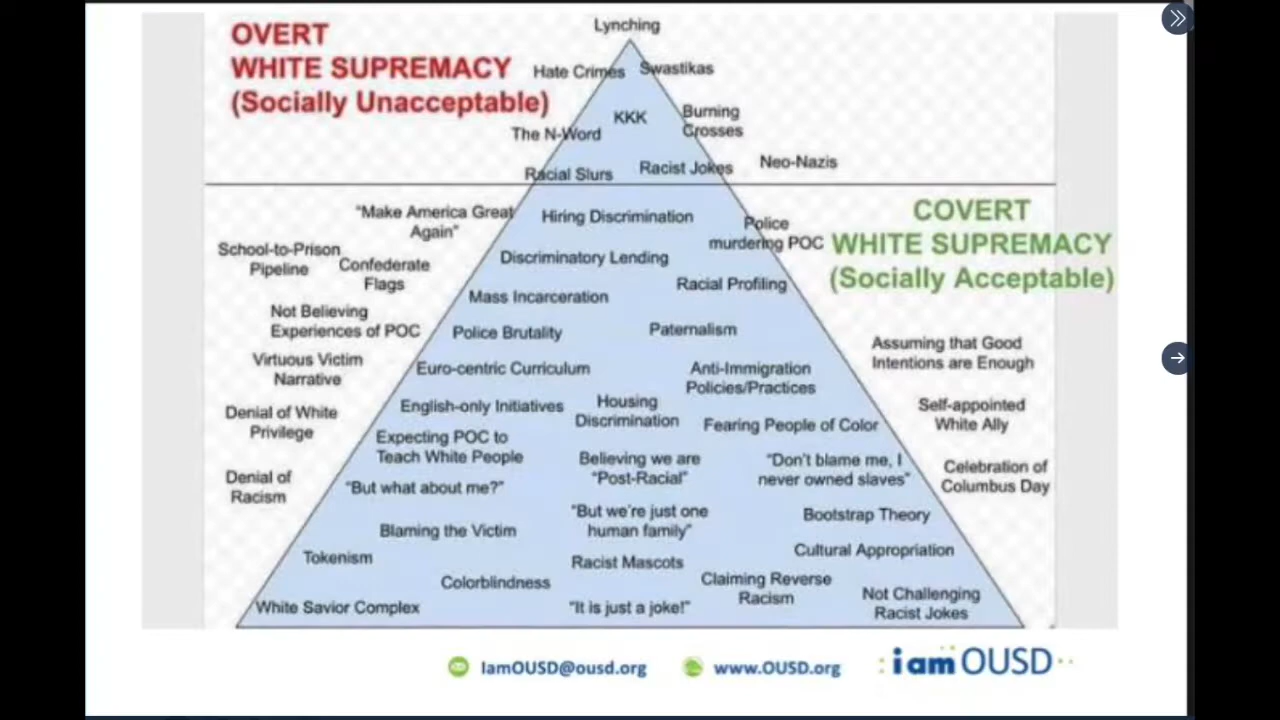 Lynching
OVERT
WHITE SUPREMACY
(Socially Unacceptable)
Hate Crimes
Swastikas
KKK
Burning
Crosses
The N-Word
Racial Slurs
Racist Jokes
Neo-Nazis
COVERT
WHITE SUPREMACY
(Socially Acceptable)
"Make America Great
Again"
Hiring Discrimination
Police
murdering POC
School-to-Prison
Pipeline
Confederate
Flags
Discriminatory Lending
Racial Profiling
Mass Incarceration
Not Believing
Experiences of POC
Police Brutality
Paternalism
Assuming that Good
Intentions are Enough
Virtuous Victim
Narrative
Euro-centric Curriculum
Anti-Immigration
Policies/Practices
Denial of White
Privilege
English-only Initiatives
Housing
Discrimination
Fearing People of Color
Self-appointed
White Ally
Expecting POC to
Teach White People
Believing we are
"Post-Racial"
"Don't blame me, I
never owned slaves"
Celebration of
Columbus Day
Denial of
Racism
"But what about me?"
"But we're just one
human family"
Bootstrap Theory
Blaming the Victim
Cultural Appropriation
Tokenism
Racist Mascots
Colorblindness
Claiming Reverse
Racism
Not Challenging
Racist Jokes
White Savior Complex
"It is just a joke!"
IamOUSD@ousd.org
www.OUSD.org
i am OUSD